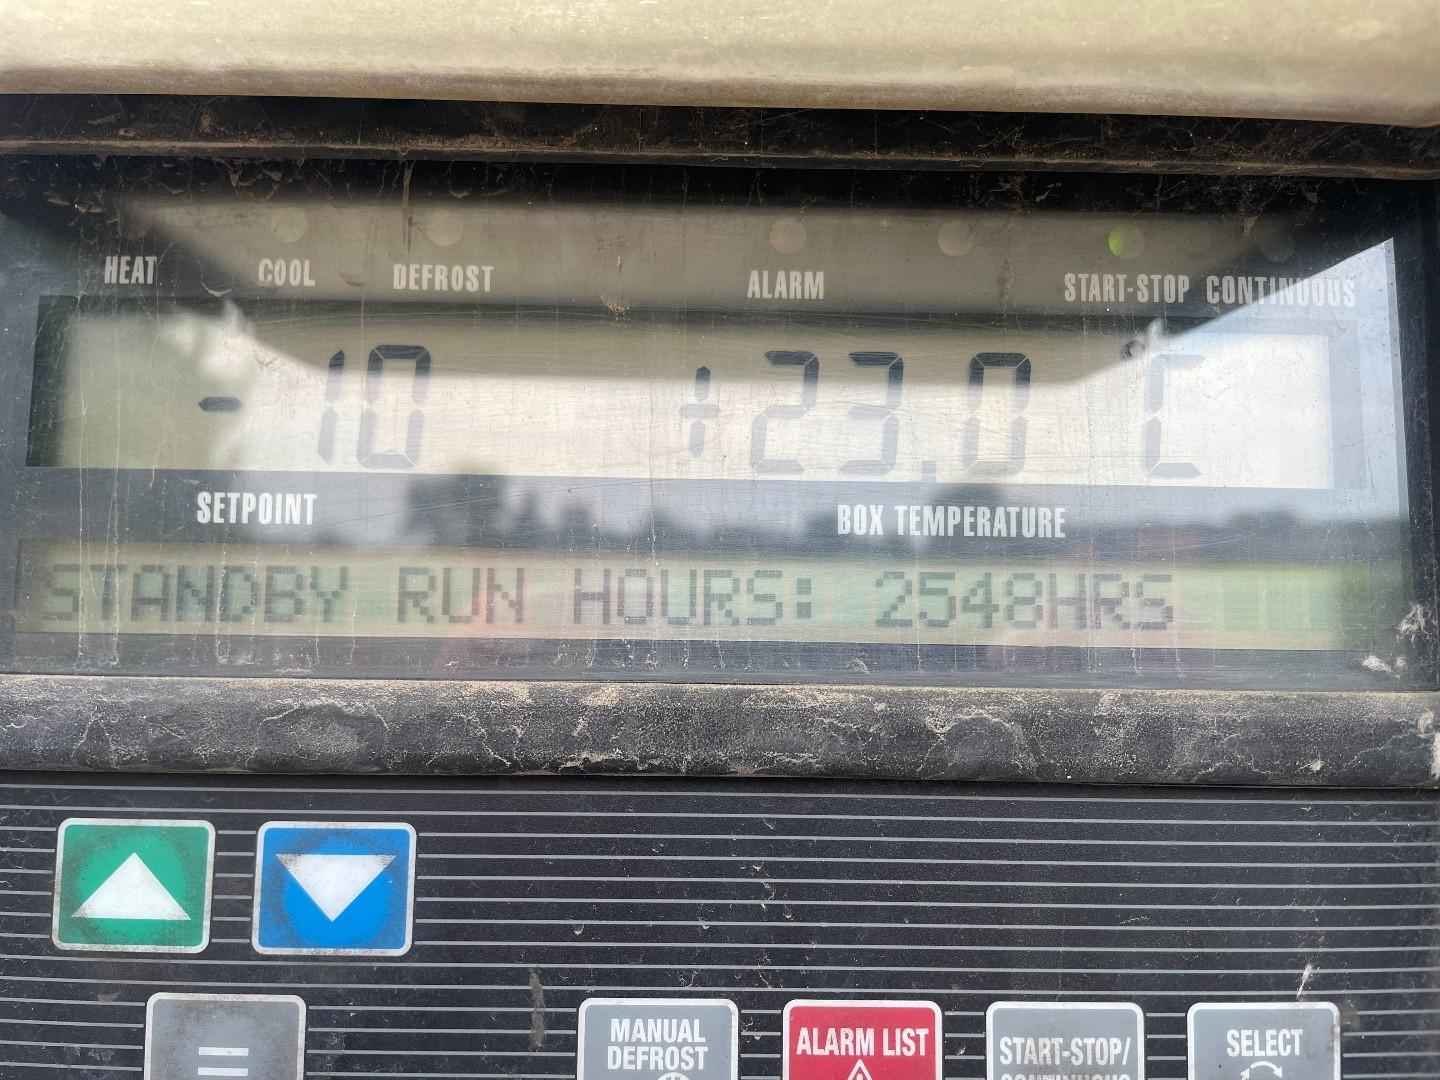 HEAT COOL DEFROST ALARM START-STOP CONTINUOUS
- 10 +23.0 °C
SETPOINT BOX TEMPERATURE
STANDBY RUN HOURS: 2548HRS
=
MANUAL DEFROST
ALARM LIST
START-STOP/
CONTINUOUS
SELECT